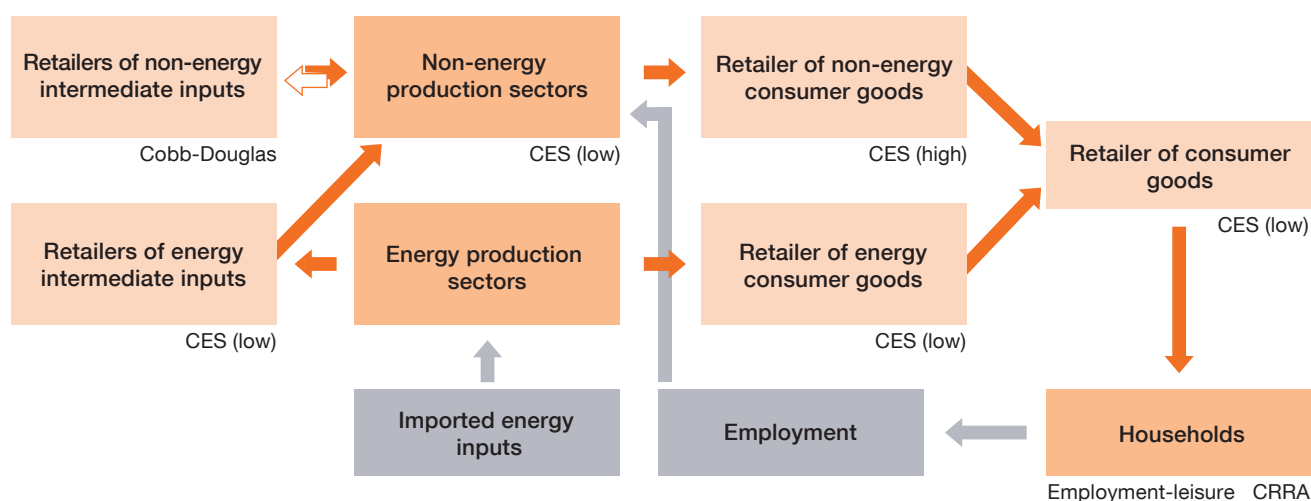 Retailers of non-energy
intermediate inputs
Cobb-Douglas
Non-energy
production sectors
CES (low)
Retailer of non-energy
consumer goods
CES (high)
Retailer of consumer
goods
CES (low)
Retailers of energy
intermediate inputs
CES (low)
Energy production
sectors
Retailer of energy
consumer goods
CES (low)
Imported energy
inputs
Employment
Households
Employment-leisure CRRA